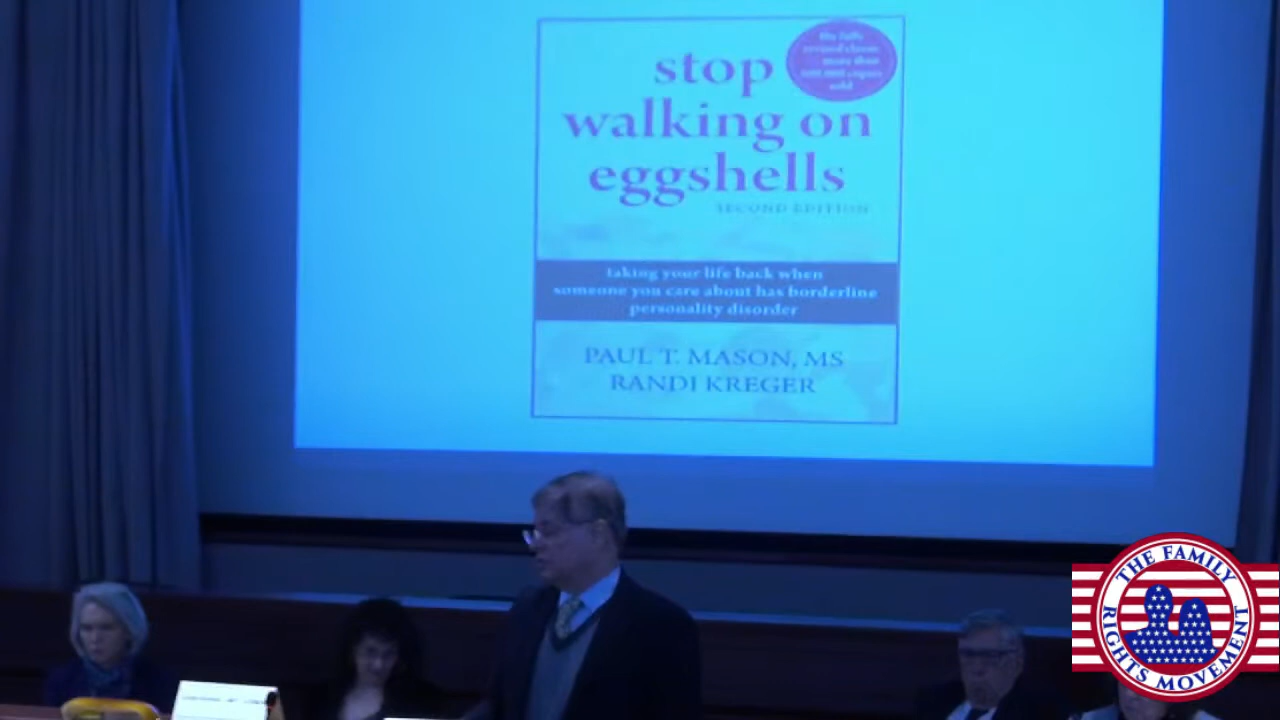 stop
walking on
eggshells
SECOND EDITION
taking your life back when
someone you care about has borderline
personality disorder
PAUL T. MASON, MS
RANDI KREGER
THE FAMILY
RIGHTS MOVEMENT